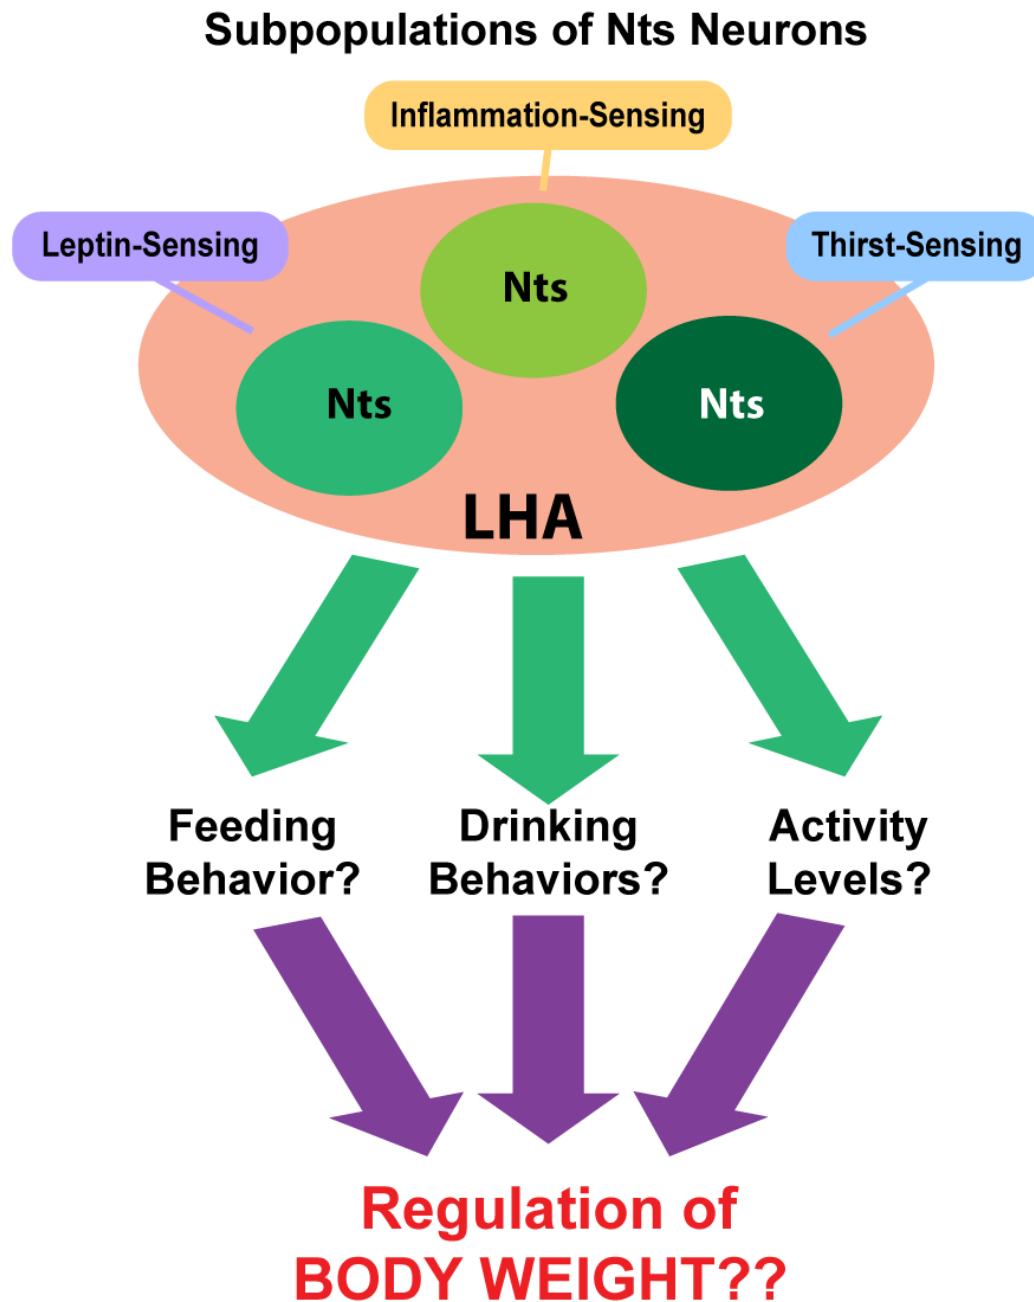 Subpopulations of Nts Neurons
Inflammation-Sensing
Leptin-Sensing
Thirst-Sensing
Nts
Nts
Nts
LHA
Feeding
Behavior?
Drinking
Behaviors?
Activity
Levels?
Regulation of
BODY WEIGHT??